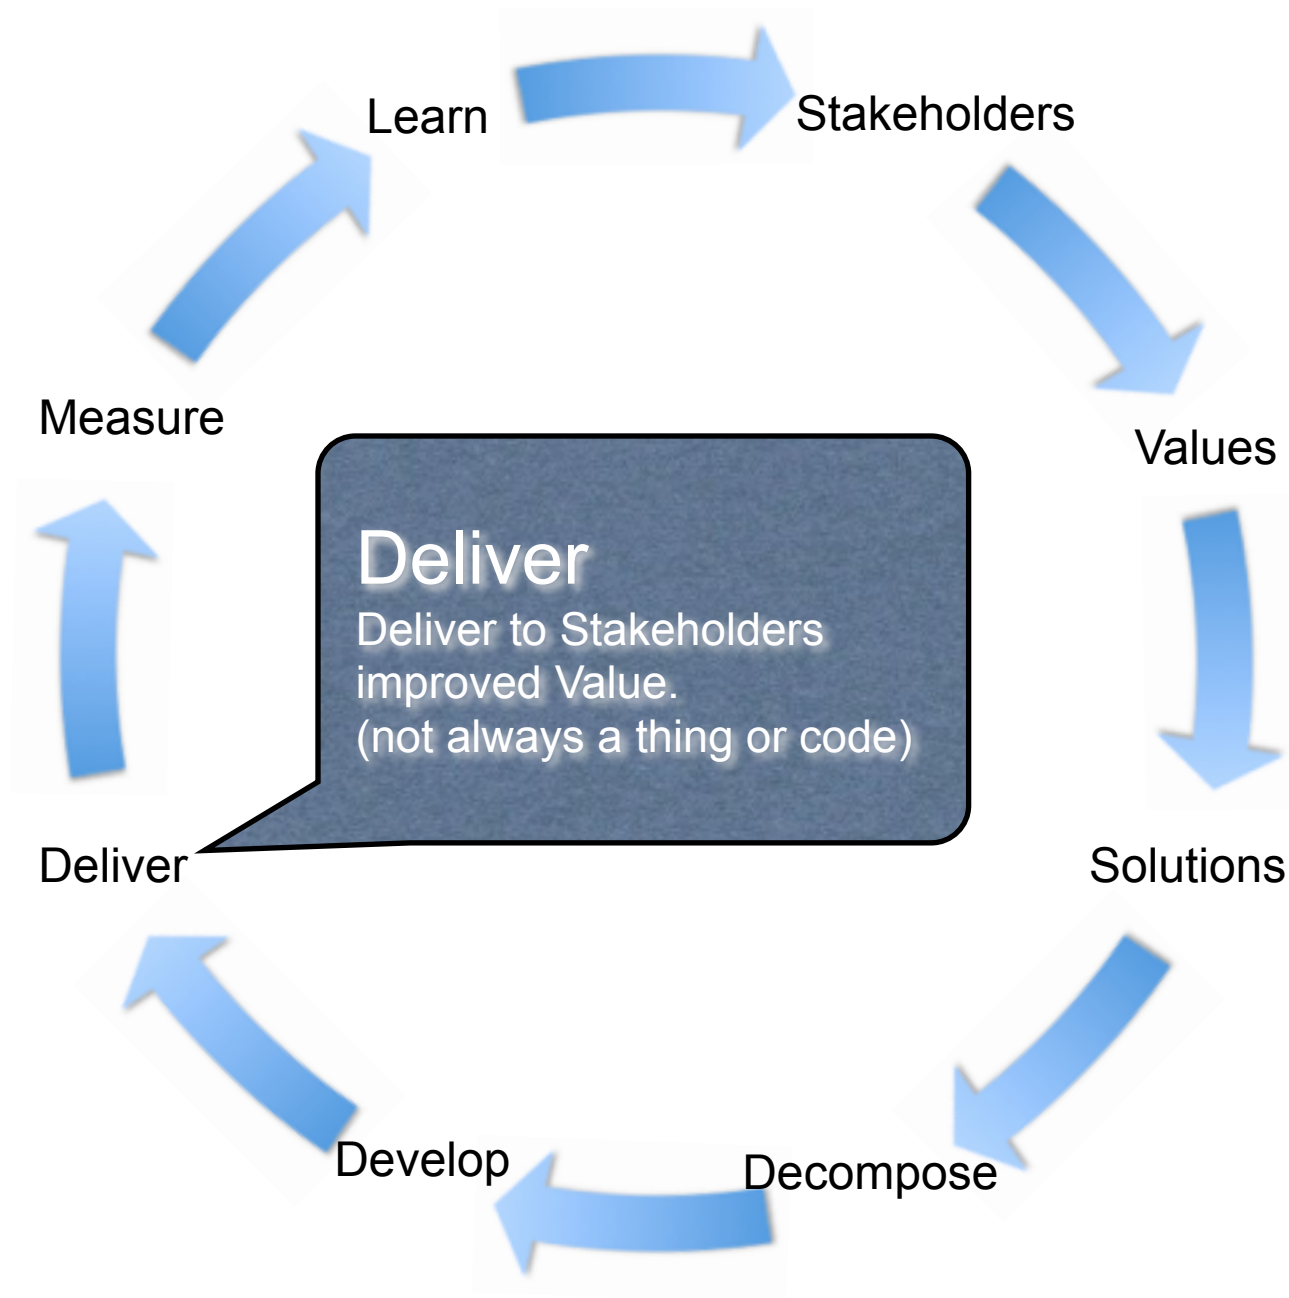 Learn
Stakeholders
Measure
Values
Deliver
Deliver to Stakeholders
improved Value.
(not always a thing or code)
Deliver
Solutions
Develop
Decompose